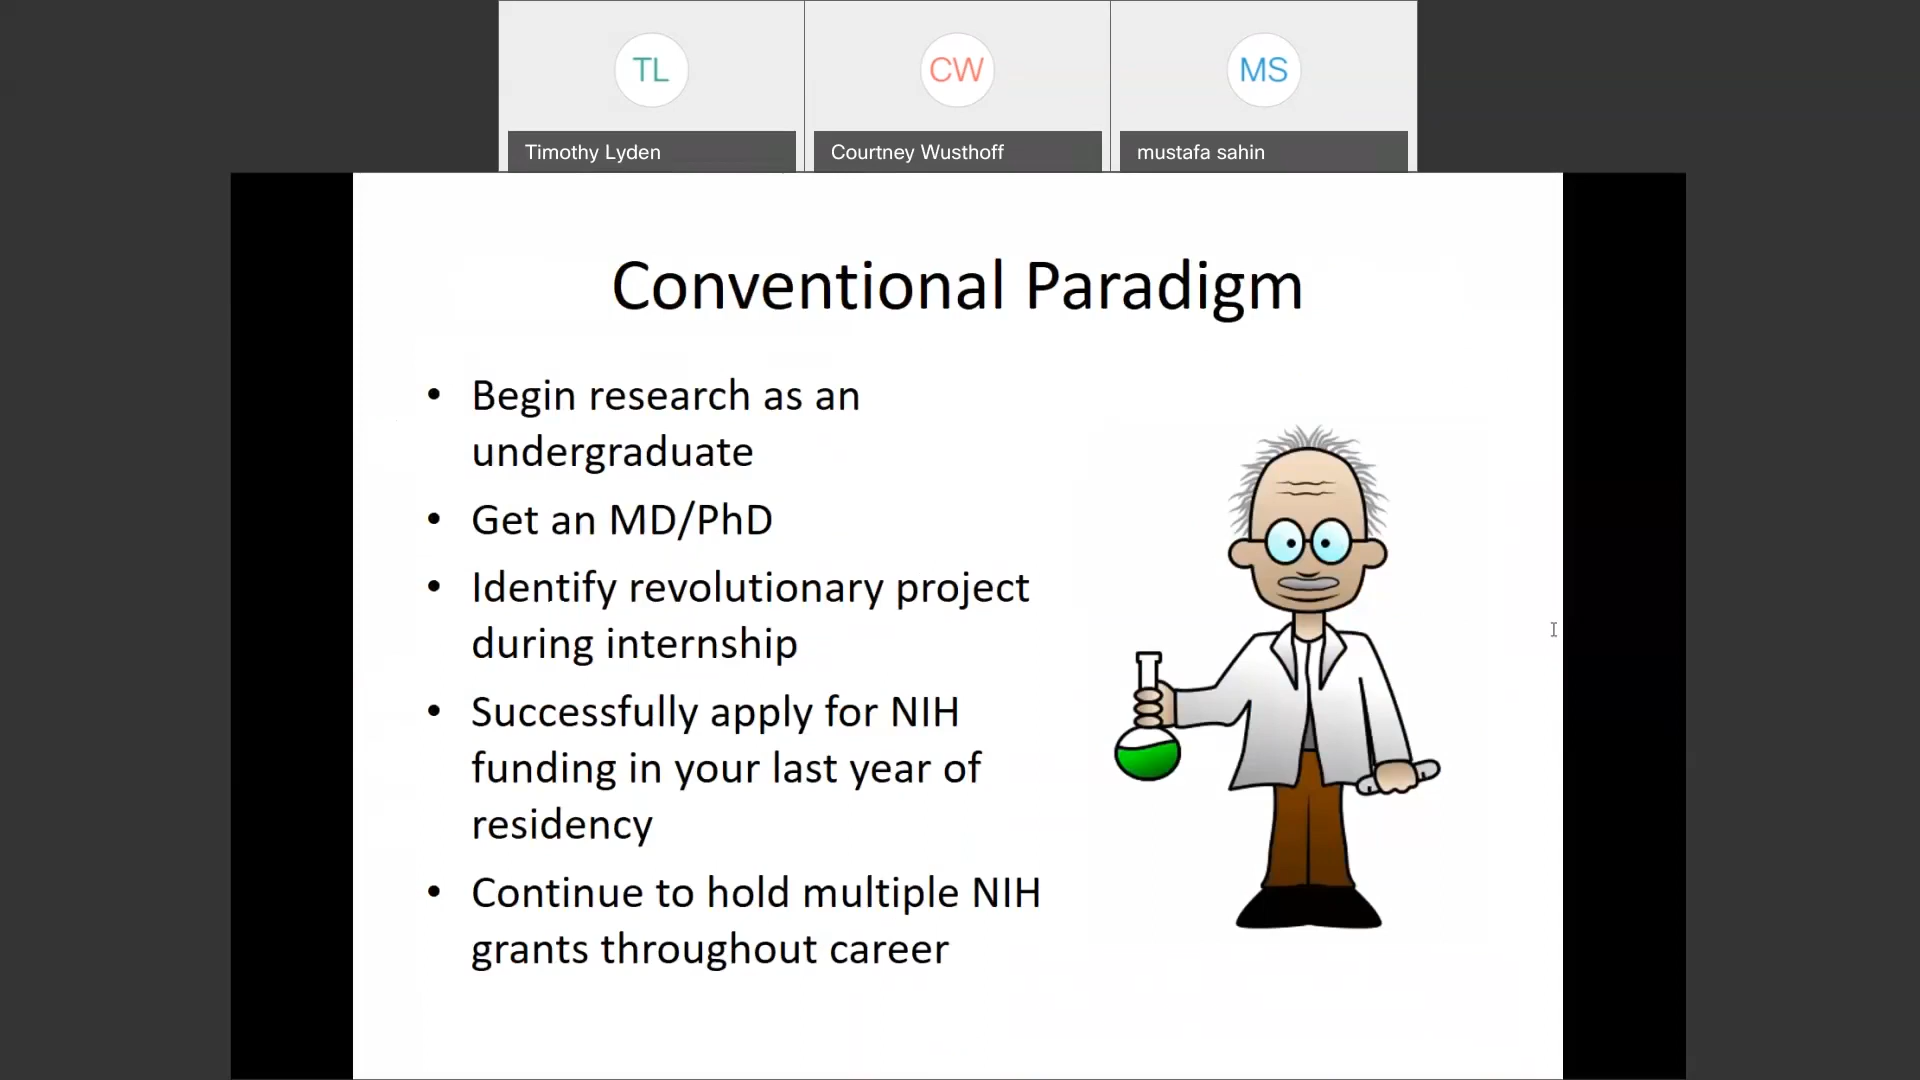 TL
CW
MS
Timothy Lyden
Courtney Wusthoff
mustafa sahin
Conventional Paradigm
• Begin research as an
undergraduate
• Get an MD/PhD
• Identify revolutionary project
during internship
• Successfully apply for NIH
funding in your last year of
residency
• Continue to hold multiple NIH
grants throughout career